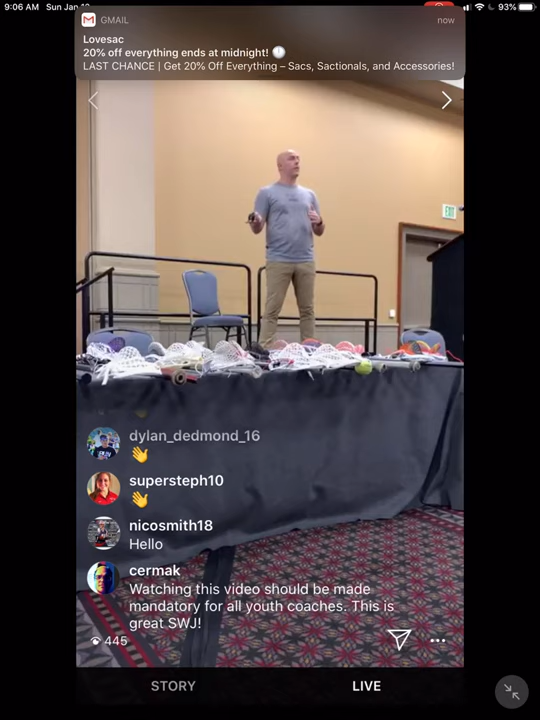 9:06 AM Sun Jan
93%
GMAIL
now
Lovesac
20% off everything ends at midnight! 🕛
LAST CHANCE | Get 20% Off Everything – Sacs, Sactionals, and Accessories!
EXIT
dylan_dedmond_16
👋
supersteph10
👋
nicosmith18
Hello
cermak
Watching this video should be made
mandatory for all youth coaches. This is
great SWJ!
445
STORY
LIVE